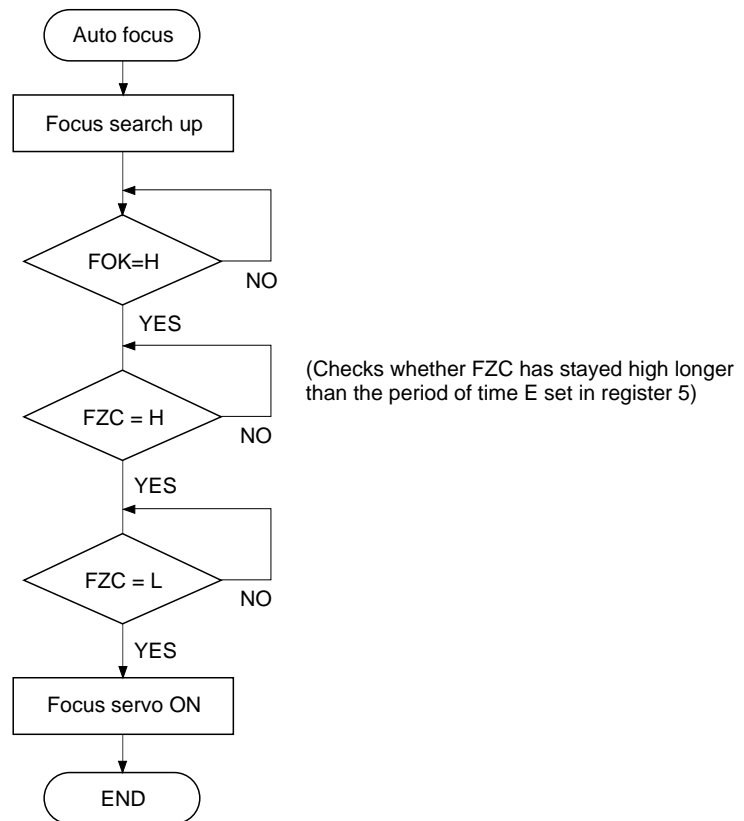 Auto focus
Focus search up
FOK=H
NO
YES
(Checks whether FZC has stayed high longer
than the period of time E set in register 5)
FZC = H
NO
YES
FZC = L
NO
YES
Focus servo ON
END